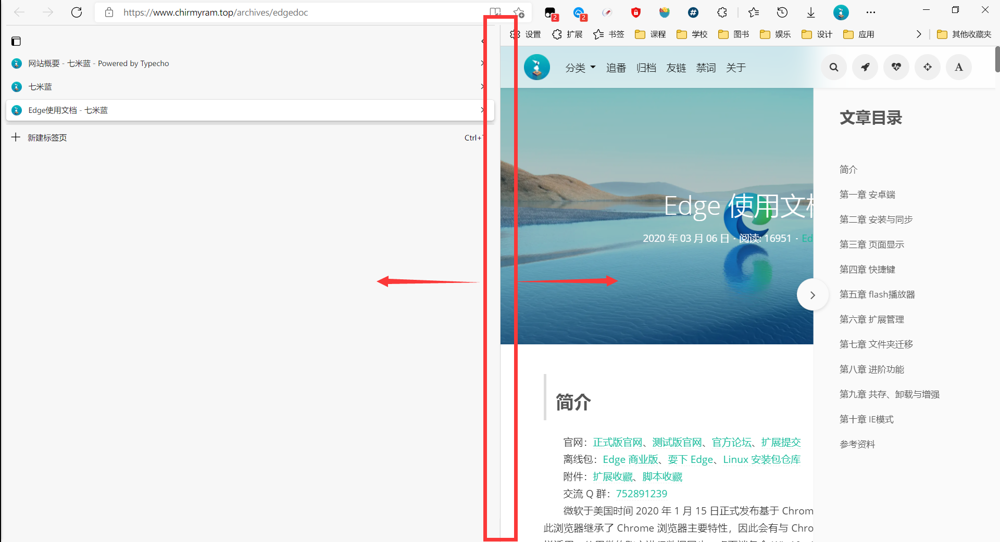 https://www.chirmyram.top/archives/edgedoc
2
2
设置 扩展 书签 课程 学校 图书 娱乐 设计 应用 其他收藏夹
网站概要 - 七米蓝 - Powered by Typecho
七米蓝
Edge使用文档 - 七米蓝
新建标签页 Ctrl+
分类 追番 归档 友链 禁词 关于 A
Edge 使用文
2020 年 03 月 06 日 · 阅读: 16951 · Ed
文章目录
简介
第一章 安卓端
第二章 安装与同步
第三章 页面显示
第四章 快捷键
第五章 flash播放器
第六章 扩展管理
第七章 文件夹迁移
第八章 进阶功能
第九章 共存、卸载与增强
第十章 IE模式
参考资料
简介
官网：正式版官网、测试版官网、官方论坛、扩展提交
离线包：Edge 商业版、耍下 Edge、Linux 安装包仓库
附件：扩展收藏、脚本收藏
交流 Q 群：752891239
微软于美国时间 2020 年 1 月 15 日正式发布基于 Chrom
此浏览器继承了 Chrome 浏览器主要特性，因此会有与 Chro